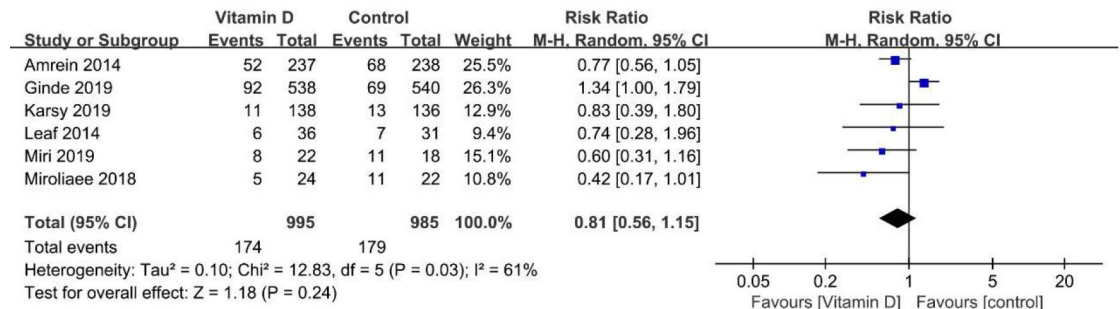 Vitamin D Control Risk Ratio Risk Ratio
Study or Subgroup Events Total Events Total Weight M-H, Random, 95% CI M-H, Random, 95% CI
Amrein 2014 52 237 68 238 25.5% 0.77 [0.56, 1.05]
Ginde 2019 92 538 69 540 26.3% 1.34 [1.00, 1.79]
Karsy 2019 11 138 13 136 12.9% 0.83 [0.39, 1.80]
Leaf 2014 6 36 7 31 9.4% 0.74 [0.28, 1.96]
Miri 2019 8 22 11 18 15.1% 0.60 [0.31, 1.16]
Miroliaee 2018 5 24 11 22 10.8% 0.42 [0.17, 1.01]
Total (95% CI) 995 985 100.0% 0.81 [0.56, 1.15]
Total events 174 179
Heterogeneity: Tau² = 0.10; Chi² = 12.83, df = 5 (P = 0.03); I² = 61%
Test for overall effect: Z = 1.18 (P = 0.24)
0.05 0.2 1 5 20
Favours [Vitamin D] Favours [control]